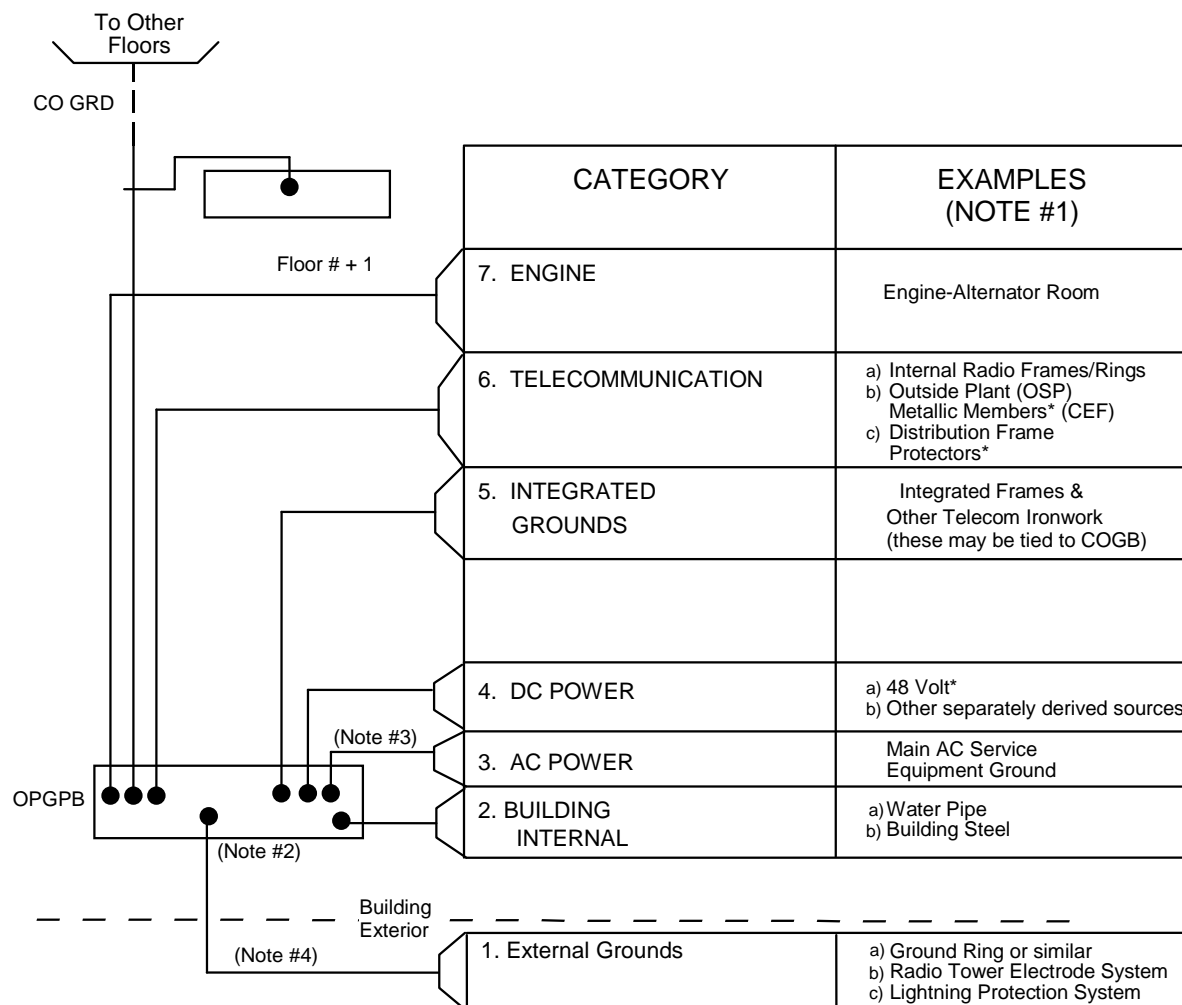 To Other
Floors
CO GRD
CATEGORY
EXAMPLES
(NOTE #1)
Floor # + 1
7. ENGINE
Engine-Alternator Room
6. TELECOMMUNICATION
a) Internal Radio Frames/Rings
b) Outside Plant (OSP)
Metallic Members* (CEF)
c) Distribution Frame
Protectors*
5. INTEGRATED
GROUNDS
Integrated Frames &
Other Telecom Ironwork
(these may be tied to COGB)
4. DC POWER
a) 48 Volt*
b) Other separately derived sources
(Note #3)
3. AC POWER
Main AC Service
Equipment Ground
OPGPB
2. BUILDING
INTERNAL
a) Water Pipe
b) Building Steel
(Note #2)
Building
Exterior
(Note #4)
1. External Grounds
a) Ground Ring or similar
b) Radio Tower Electrode System
c) Lightning Protection System